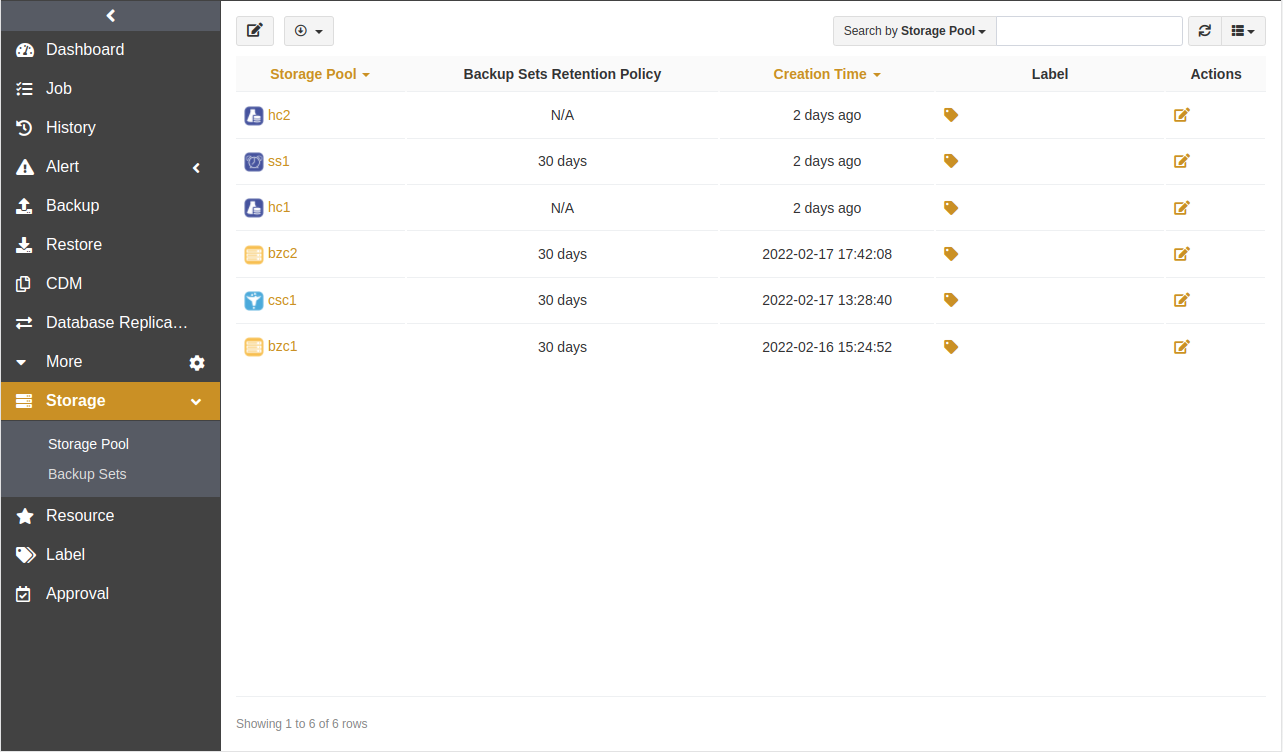 Dashboard
Job
History
Alert
Backup
Restore
CDM
Database Replica…
More
Storage
Storage Pool
Backup Sets
Resource
Label
Approval
Search by Storage Pool
Storage Pool Backup Sets Retention Policy Creation Time Label Actions
hc2 N/A 2 days ago
ss1 30 days 2 days ago
hc1 N/A 2 days ago
bzc2 30 days 2022-02-17 17:42:08
csc1 30 days 2022-02-17 13:28:40
bzc1 30 days 2022-02-16 15:24:52
Showing 1 to 6 of 6 rows